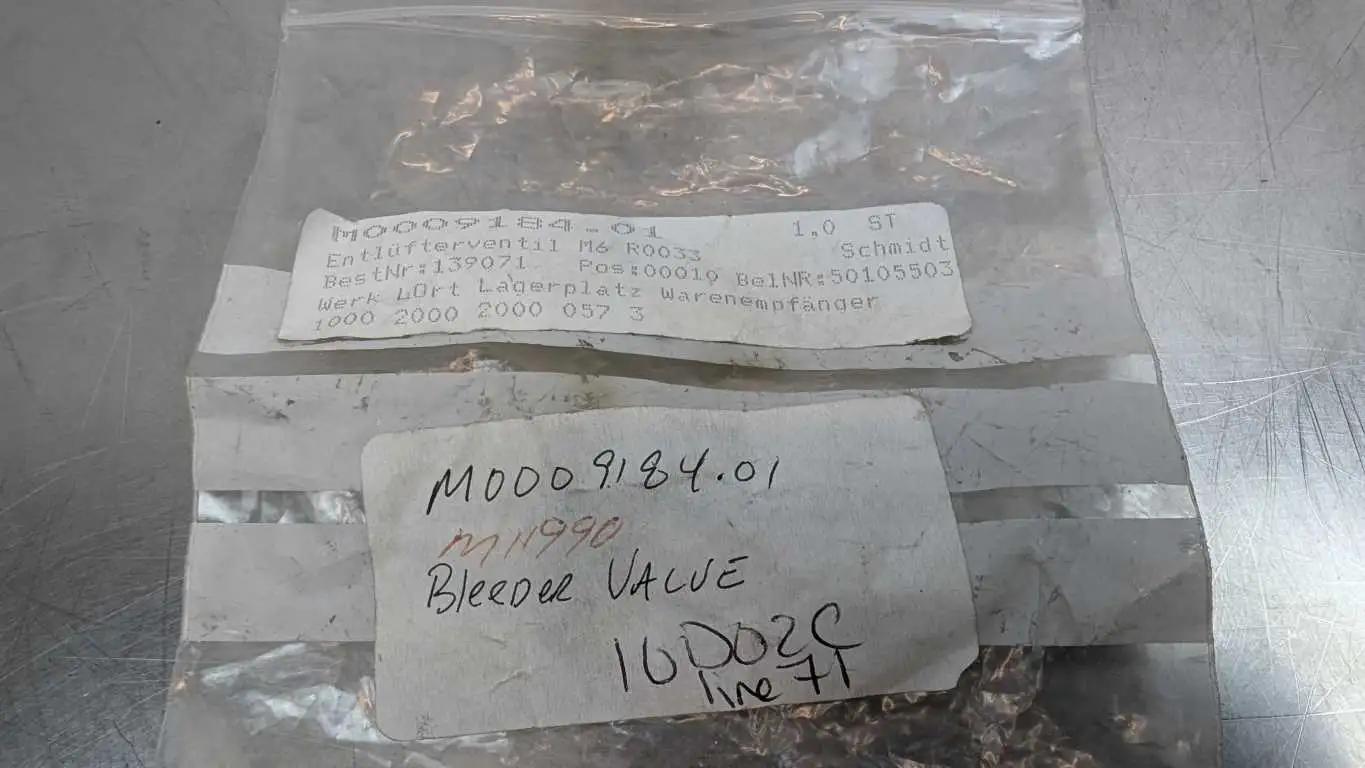 M0009184.01 1,0 ST
Entlüfterventil M6 R0033 Schmidt
BestNr:139071 Pos:00019 BelNR:50105503
Werk LOrt Lagerplatz Warenempfänger
1000 2000 2000 057 3
M0009184.01
M11990
BLEEDER VALVE
10D02C
line 71